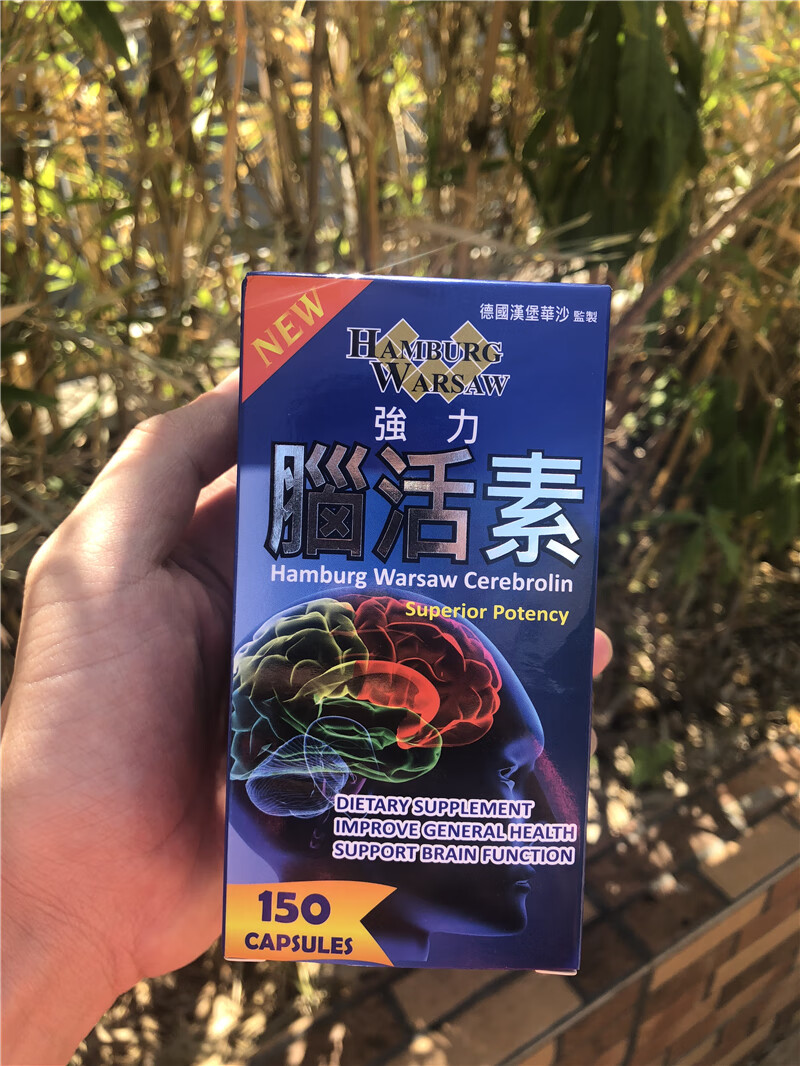 NEW
德國漢堡華沙 監製
HAMBURG
WARSAW
強 力
腦活素
Hamburg Warsaw Cerebrolin
Superior Potency
DIETARY SUPPLEMENT
IMPROVE GENERAL HEALTH
SUPPORT BRAIN FUNCTION
150
CAPSULES